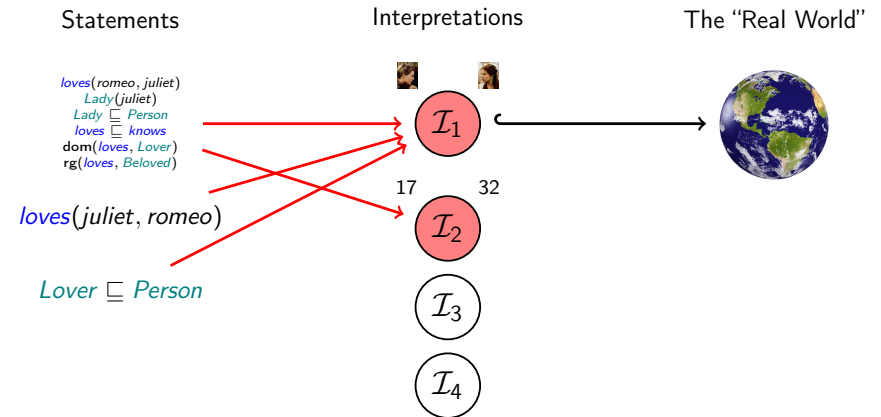 Statements
Interpretations
The “Real World”
loves(romeo, juliet)
Lady(juliet)
Lady ⊑ Person
loves ⊑ knows
dom(loves, Lover)
rg(loves, Beloved)
loves(juliet, romeo)
Lover ⊑ Person
ℐ₁
17 32
ℐ₂
ℐ₃
ℐ₄